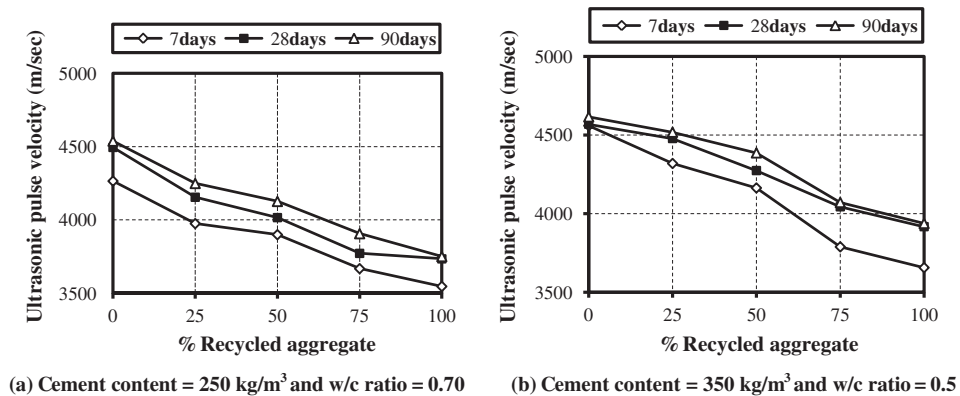 7days 28days 90days
Ultrasonic pulse velocity (m/sec)
5000
4500
4000
3500
0 25 50 75 100
% Recycled aggregate
(a) Cement content = 250 kg/m³ and w/c ratio = 0.70
7days 28days 90days
Ultrasonic pulse velocity (m/sec)
5000
4500
4000
3500
0 25 50 75 100
% Recycled aggregate
(b) Cement content = 350 kg/m³ and w/c ratio = 0.5